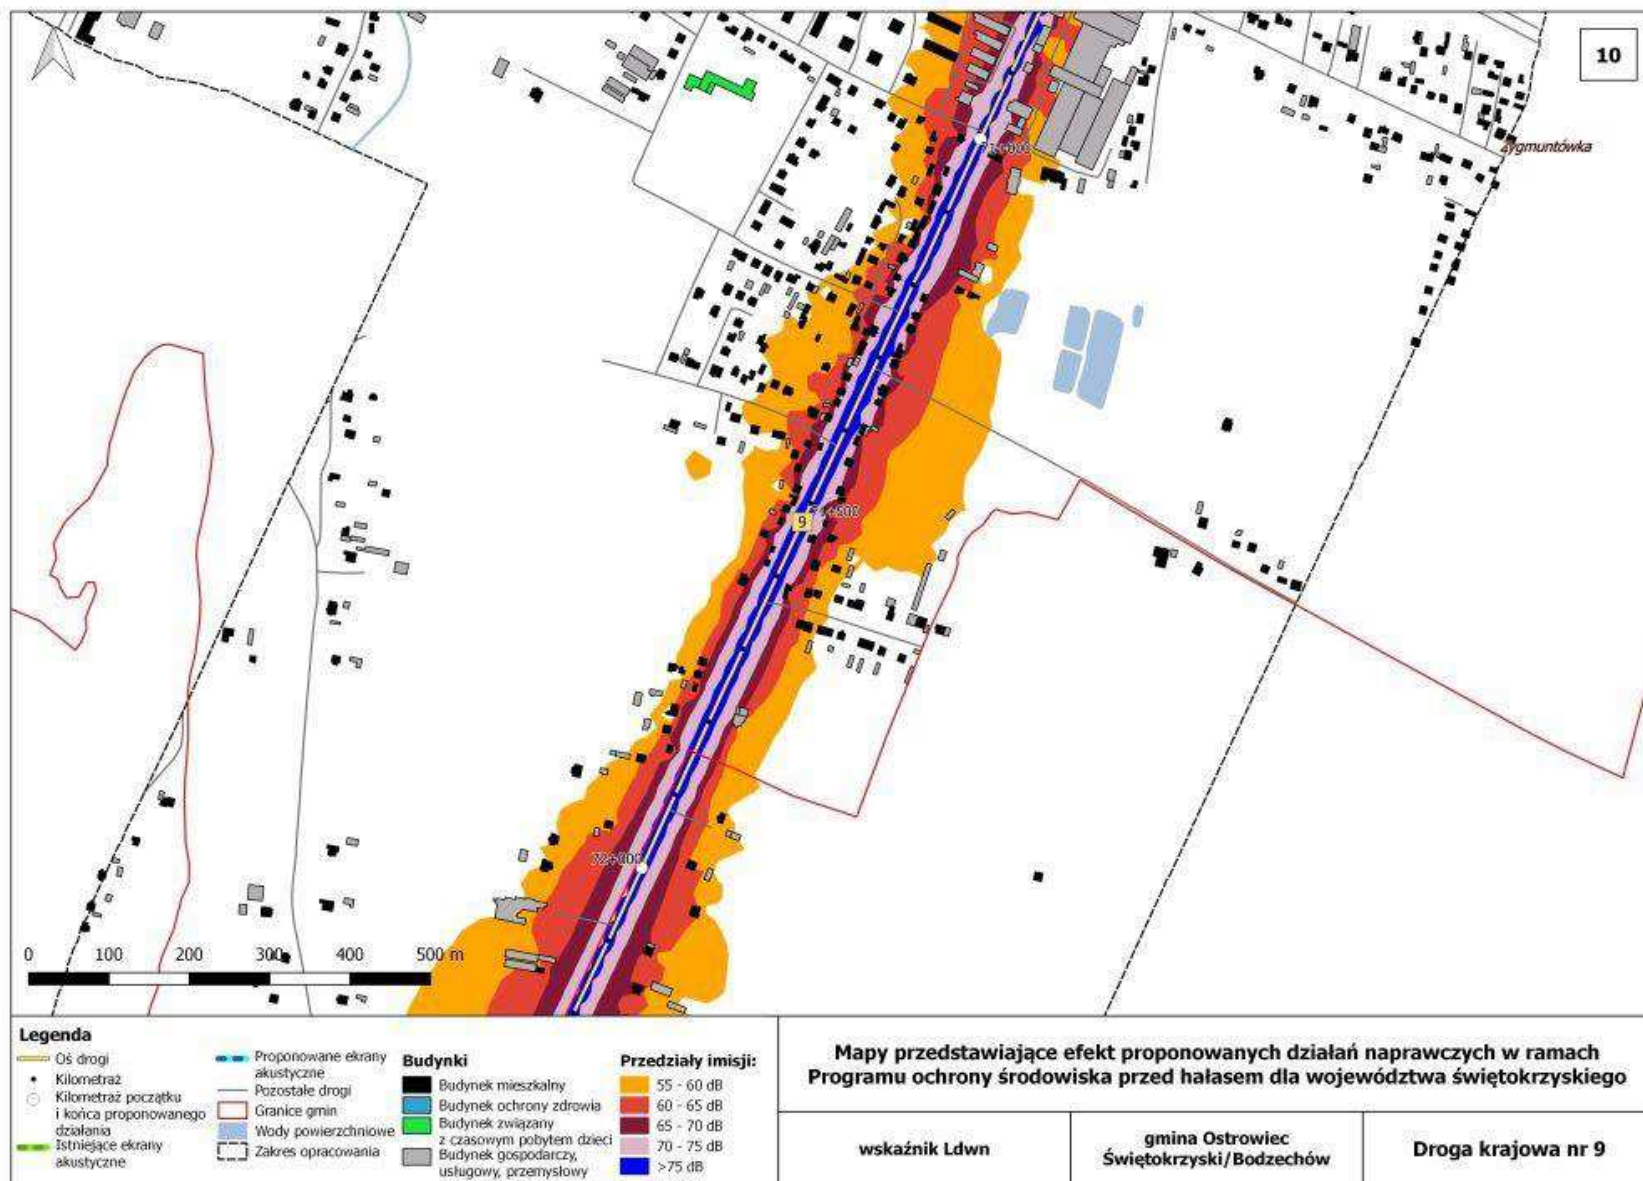 10
Zygmuntówka
71+500
9
72+000
0 100 200 300 400 500 m
Legenda
Oś drogi
Kilometraż
Kilometraż początku
i końca proponowanego
działania
Istniejące ekrany
akustyczne
Proponowane ekrany
akustyczne
Pozostałe drogi
Granice gmin
Wody powierzchniowe
Zakres opracowania
Budynki
Budynek mieszkalny
Budynek ochrony zdrowia
Budynek związany
z czasowym pobytem dzieci
Budynek gospodarczy,
usługowy, przemysłowy
Przedziały imisji:
55 - 60 dB
60 - 65 dB
65 - 70 dB
70 - 75 dB
>75 dB
Mapy przedstawiające efekt proponowanych działań naprawczych w ramach
Programu ochrony środowiska przed hałasem dla województwa świętokrzyskiego
wskaźnik Ldwn
gmina Ostrowiec
Świętokrzyski/Bodzechów
Droga krajowa nr 9